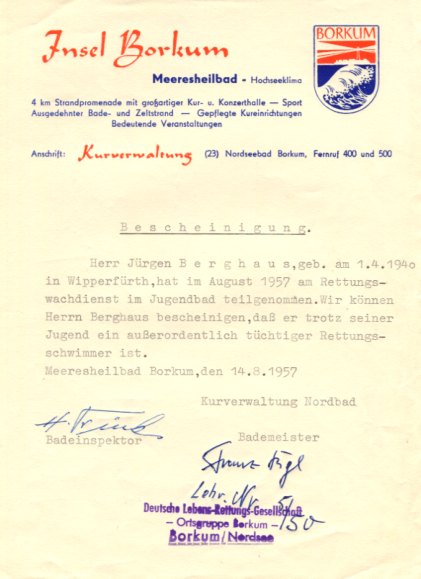 Insel Borkum
BORKUM
Meeresheilbad - Hochseeklima
4 km Strandpromenade mit großartiger Kur- u. Konzerthalle — Sport
Ausgedehnter Bade- und Zeltstrand — Gepflegte Kureinrichtungen
Bedeutende Veranstaltungen
Anschrift: Kurverwaltung (23) Nordseebad Borkum, Fernruf 400 und 500
B e s c h e i n i g u n g .
Herr Jürgen B e r g h a u s , geb. am 1.4.1940
in Wipperfürth, hat im August 1957 am Rettungs-
wachdienst im Jugendbad teilgenommen. Wir können
Herrn Berghaus bescheinigen, daß er trotz seiner
Jugend ein außerordentlich tüchtiger Rettungs-
schwimmer ist.
Meeresheilbad Borkum, den 14.8.1957
Kurverwaltung Nordbad
Badeinspektor
Bademeister
Lehr. Nr.
Deutsche Lebens-Rettungs-Gesellschaft
– Ortsgruppe Borkum –
Borkum/Nordsee